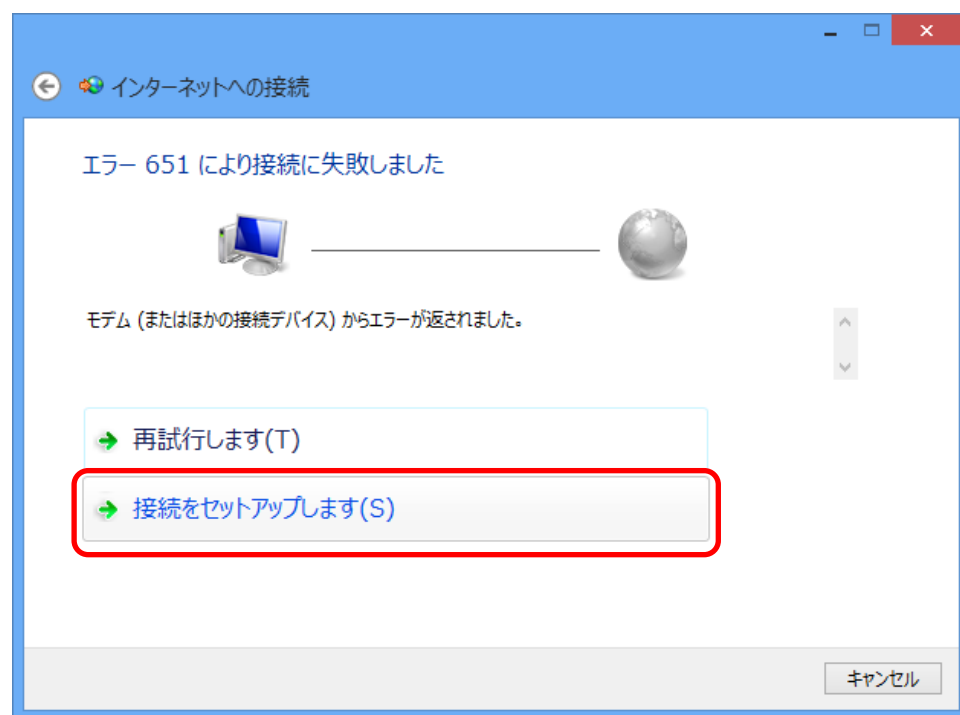 インターネットへの接続
エラー 651 により接続に失敗しました
モデム (またはほかの接続デバイス) からエラーが返されました。
再試行します(T)
接続をセットアップします(S)
キャンセル